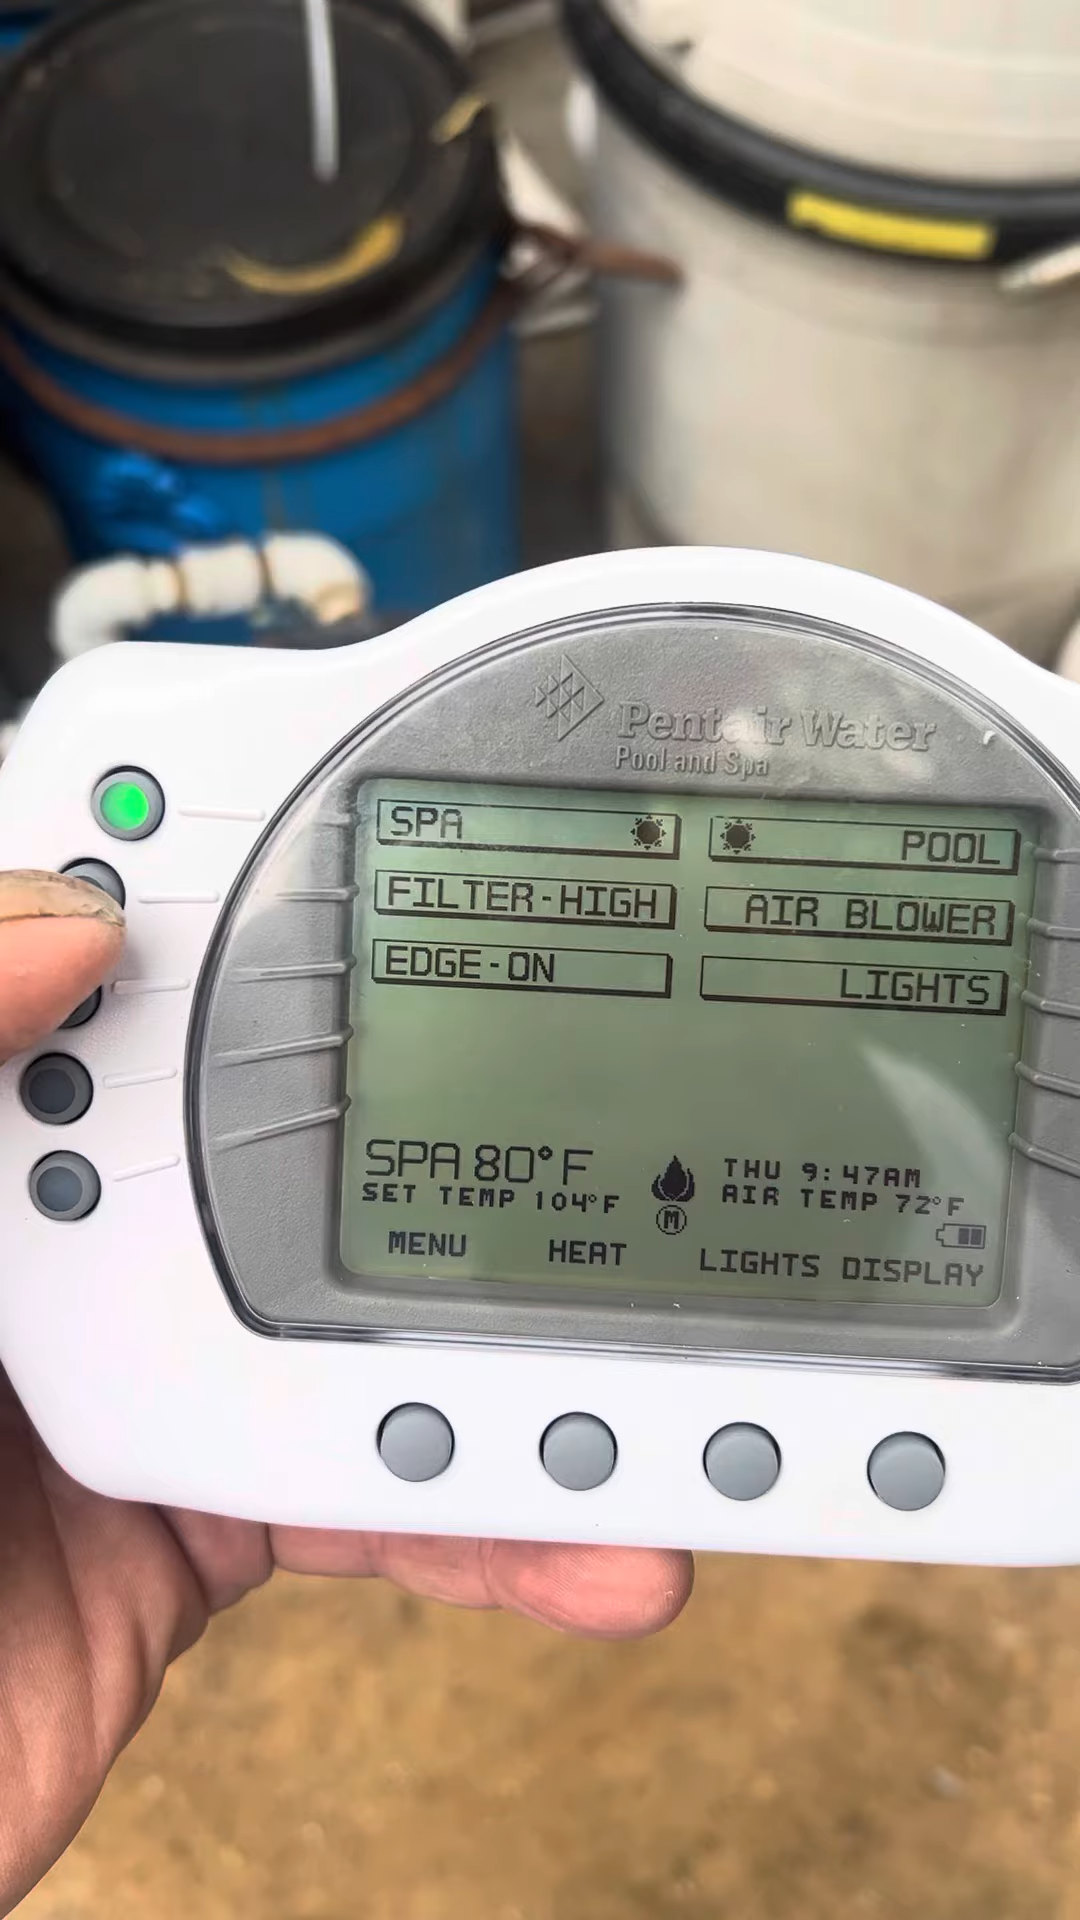 Pentair Water
Pool and Spa
SPA
POOL
FILTER-HIGH
AIR BLOWER
EDGE-ON
LIGHTS
SPA 80°F
SET TEMP 104°F
M
THU 9:47AM
AIR TEMP 72°F
MENU HEAT LIGHTS DISPLAY